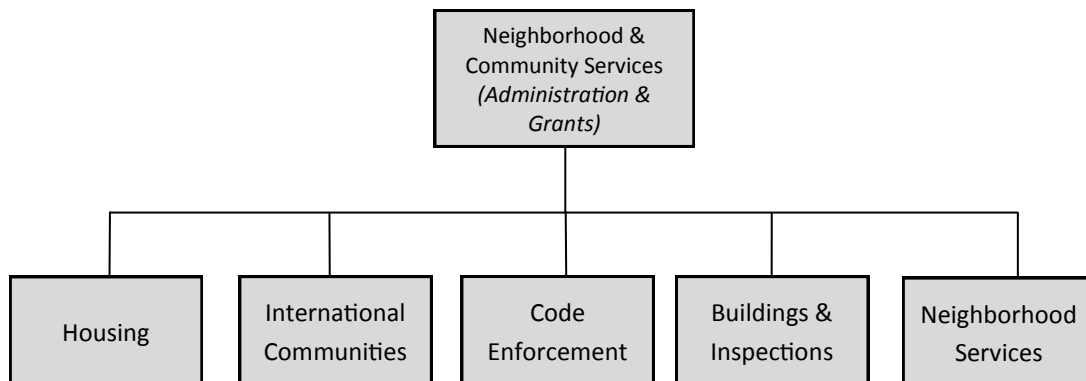 Neighborhood &
Community Services
(Administration &
Grants)
Housing
International
Communities
Code
Enforcement
Buildings &
Inspections
Neighborhood
Services